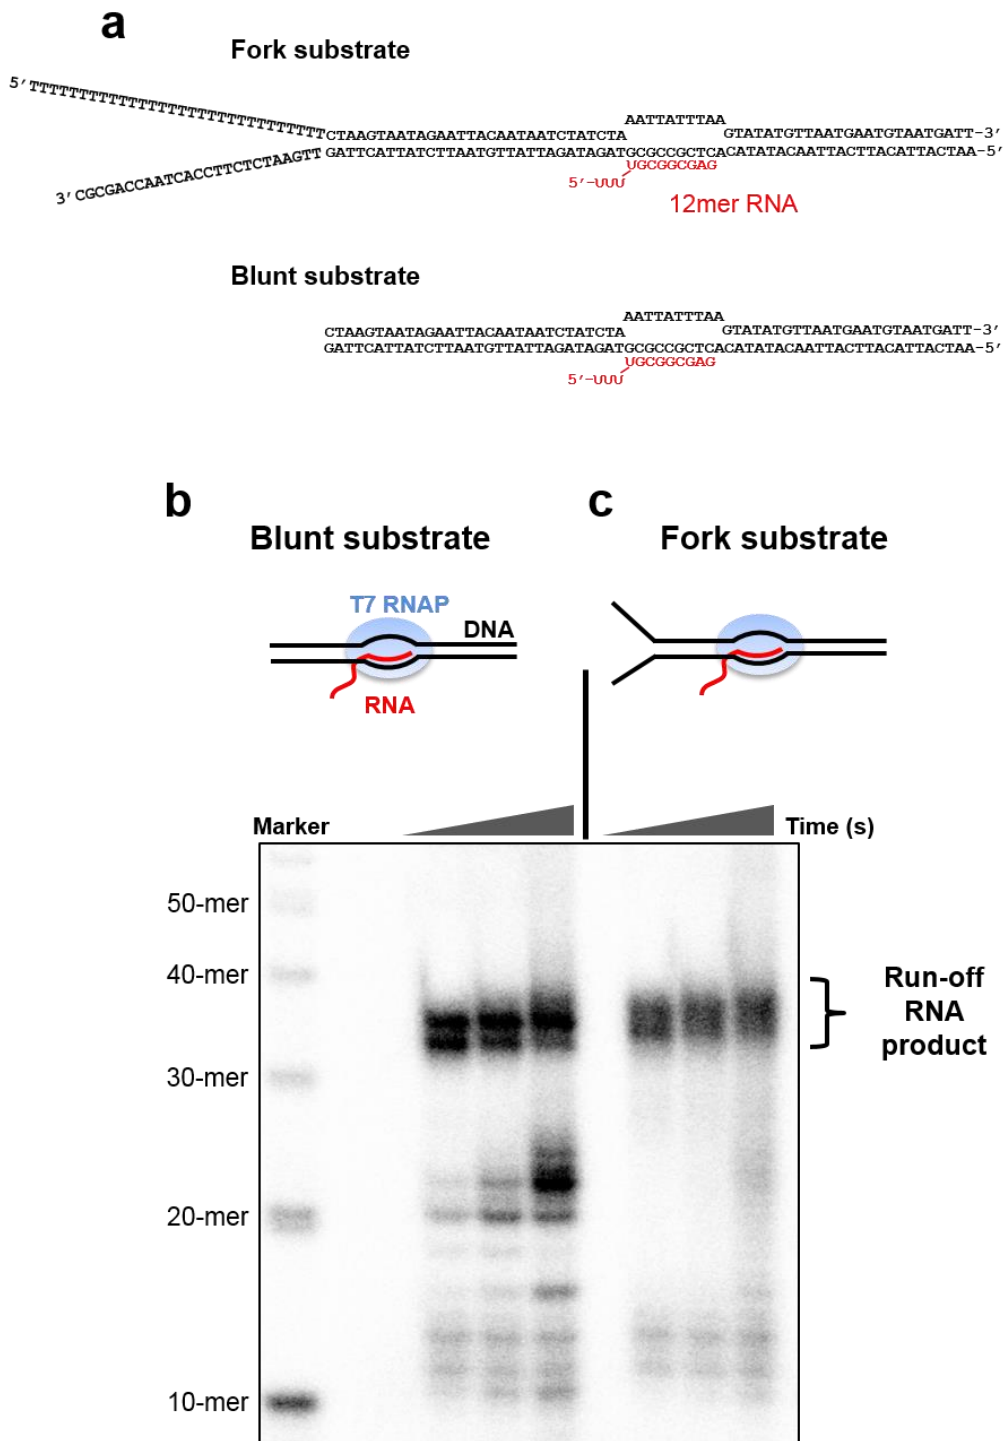 a
Fork substrate
5′TTTTTTTTTTTTTTTTTTTTTTTTTTTTTT
AATTATTTAA
CTAAGTAATAGAATTACAATAATCTATCTA
GTATATGTTAATGAATGTAATGATT-3′
GATTCATTATCTTAATGTTATTAGATAGATGCGCCGCTCACATATACAATTACTTACATTACTAA-5′
3′CGCGACCAATCACCTTCTCTAAGTT
UGCGGCGAG
5′-UUU
12mer RNA
Blunt substrate
AATTATTTAA
CTAAGTAATAGAATTACAATAATCTATCTA
GTATATGTTAATGAATGTAATGATT-3′
GATTCATTATCTTAATGTTATTAGATAGATGCGCCGCTCACATATACAATTACTTACATTACTAA-5′
UGCGGCGAG
5′-UUU
b
Blunt substrate
T7 RNAP
DNA
RNA
c
Fork substrate
Marker
Time (s)
50-mer
40-mer
30-mer
20-mer
10-mer
Run-off
RNA
product